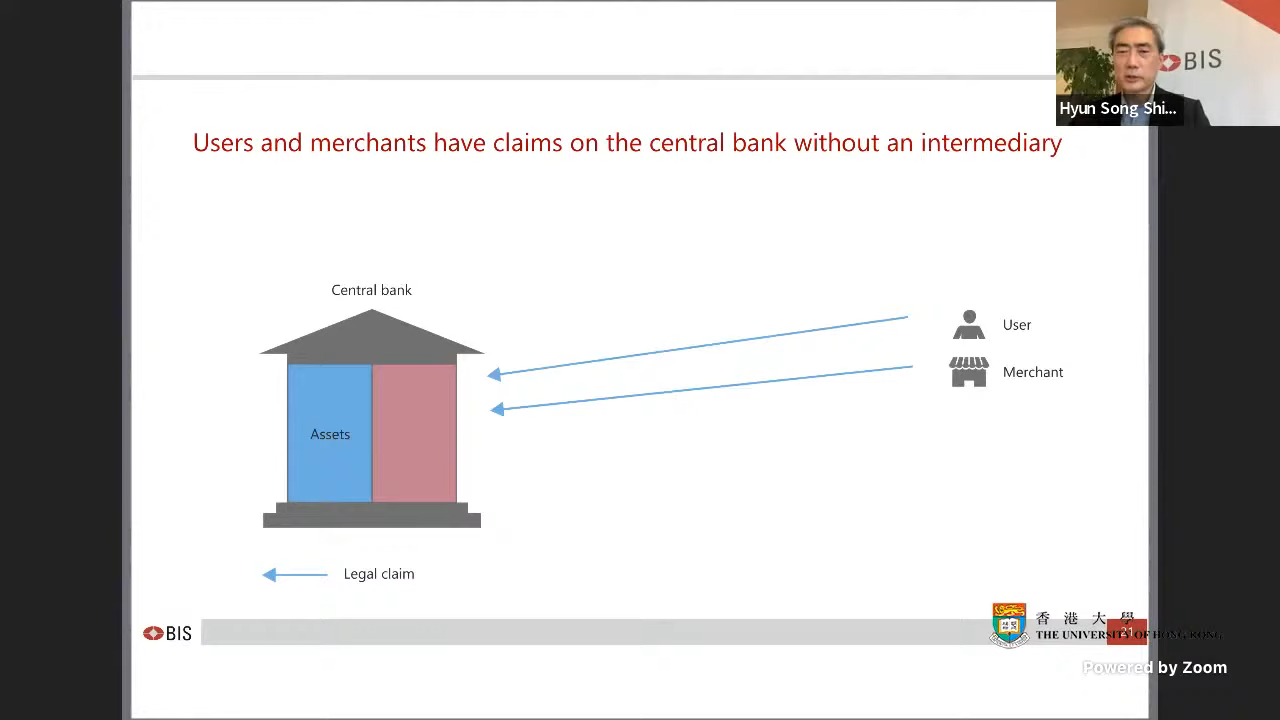 BIS
Hyun Song Shi...
Users and merchants have claims on the central bank without an intermediary
Central bank
User
Merchant
Assets
Legal claim
BIS
香港大學
THE UNIVERSITY OF HONG KONG
21
Powered by Zoom